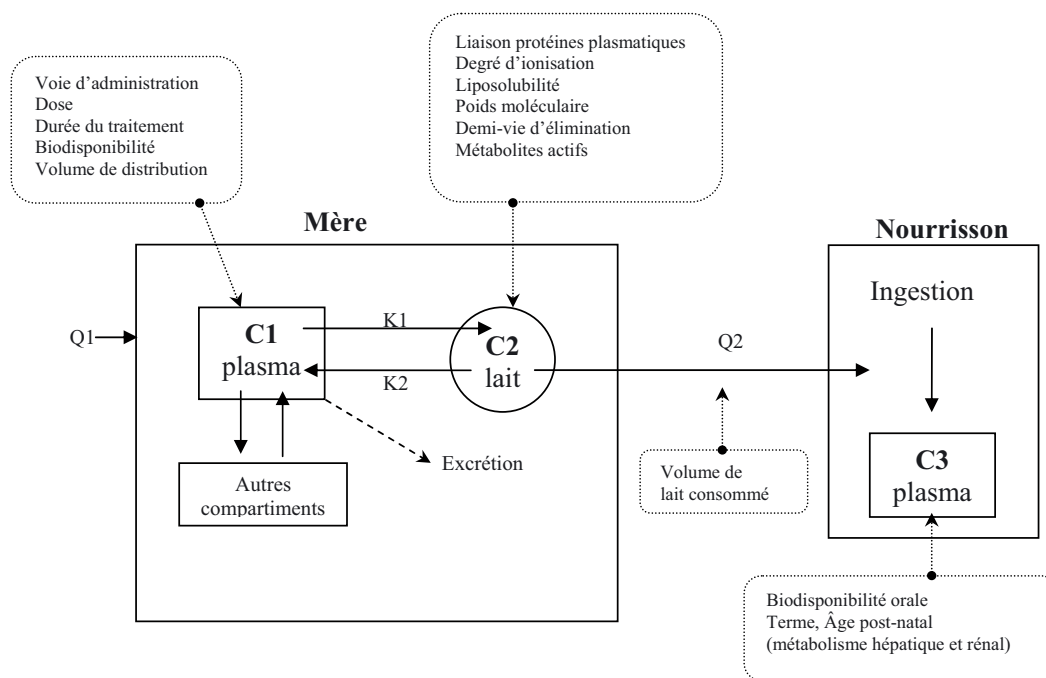 Voie d’administration
Dose
Durée du traitement
Biodisponibilité
Volume de distribution
Liaison protéines plasmatiques
Degré d’ionisation
Liposolubilité
Poids moléculaire
Demi-vie d’élimination
Métabolites actifs
Mère
Nourrisson
Q1
C1
plasma
K1
K2
C2
lait
Q2
Ingestion
Excrétion
Autres
compartiments
Volume de
lait consommé
C3
plasma
Biodisponibilité orale
Terme, Âge post-natal
(métabolisme hépatique et rénal)